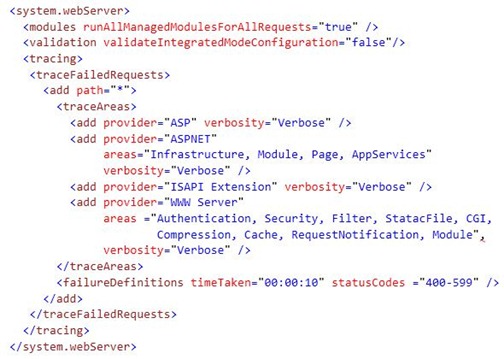 <system.webServer>
<modules runAllManagedModulesForAllRequests="true" />
<validation validateIntegratedModeConfiguration="false"/>
<tracing>
<traceFailedRequests>
<add path="*">
<traceAreas>
<add provider="ASP" verbosity="Verbose" />
<add provider="ASPNET"
areas="Infrastructure, Module, Page, AppServices"
verbosity="Verbose" />
<add provider="ISAPI Extension" verbosity="Verbose" />
<add provider="WWW Server"
areas ="Authentication, Security, Filter, StatacFile, CGI,
Compression, Cache, RequestNotification, Module",
verbosity="Verbose" />
</traceAreas>
<failureDefinitions timeTaken="00:00:10" statusCodes ="400-599" />
</add>
</traceFailedRequests>
</tracing>
</system.webServer>